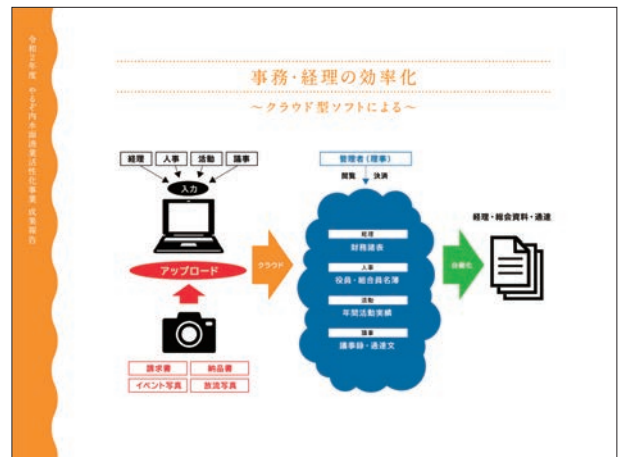 令和2年度 やるぞ内水面漁業活性化事業 成果報告
事務・経理の効率化
～クラウド型ソフトによる～
経理 人事 活動 議事
入力
アップロード
請求書 納品書
イベント写真 放流写真
クラウド
管理者(理事)
閲覧 決済
経理
財務諸表
人事
役員・組合員名簿
活動
年間活動実績
議事
議事録・通達文
自動化
経理・総会資料・通達